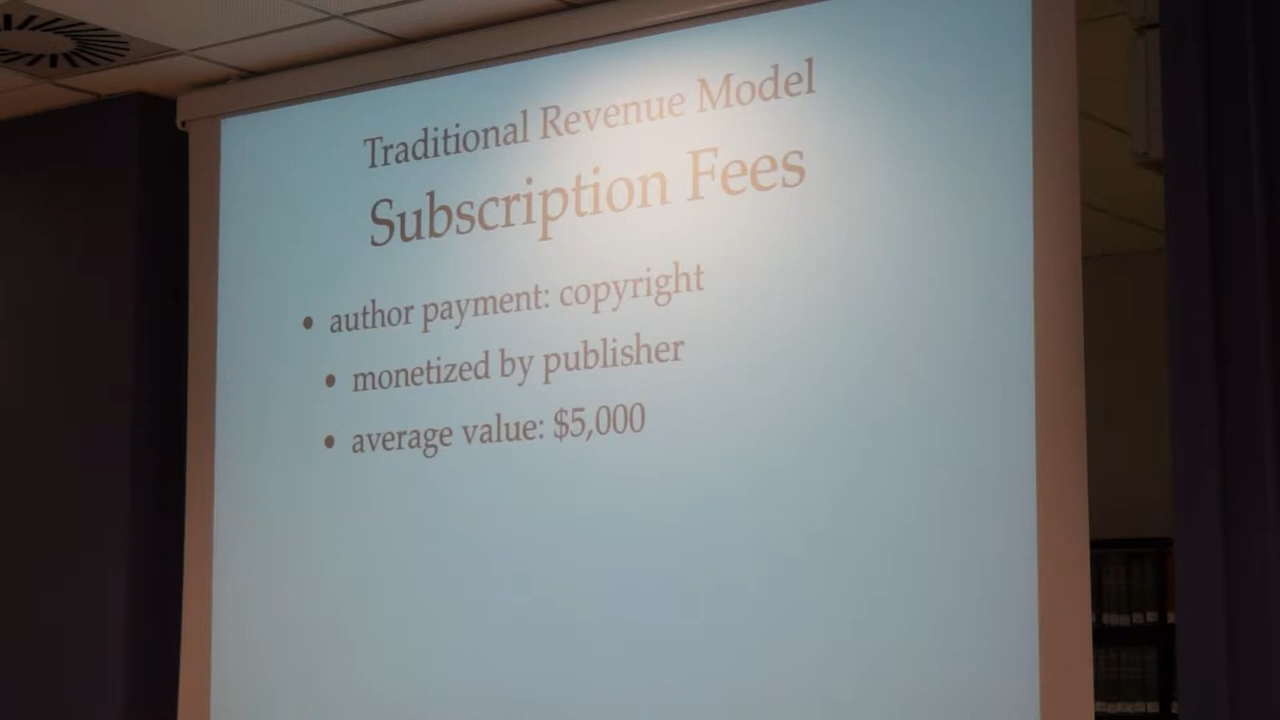 Traditional Revenue Model
Subscription Fees
• author payment: copyright
• monetized by publisher
• average value: $5,000